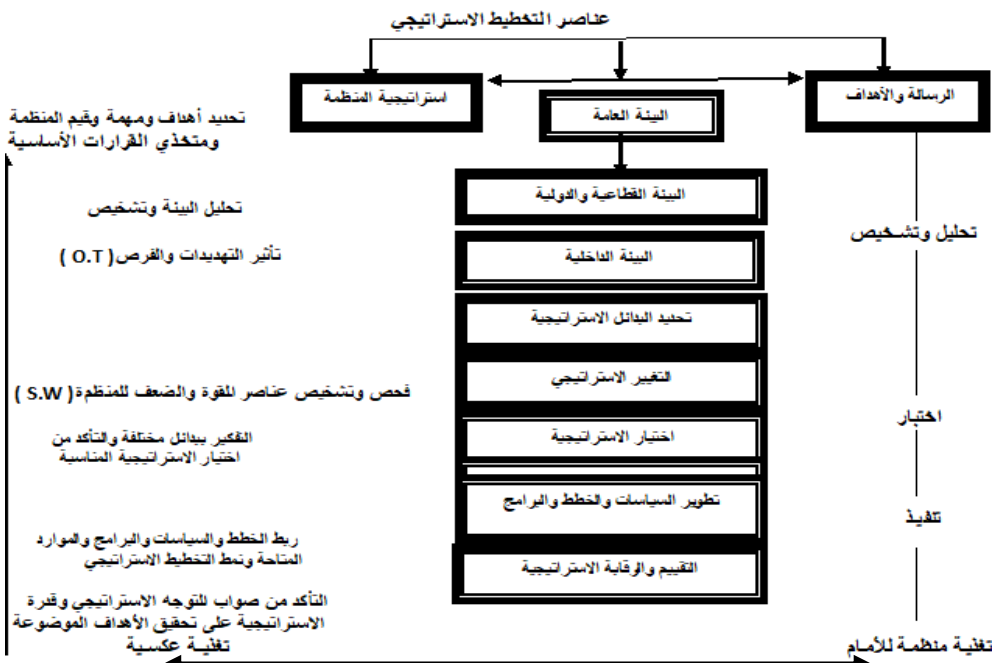 عناصر التخطيط الاستراتيجي
الرسالة والأهداف
استراتيجية المنظمة
البيئة العامة
تحديد أهداف ومهمة وقيم المنظمة
ومتخذي القرارات الأساسية
البيئة القطاعية والدولية
تحليل البيئة وتشخيص
تحليل وتشخيص
البيئة الداخلية
تأثير التهديدات والفرص( O.T )
تحديد البدائل الاستراتيجية
التغيير الاستراتيجي
فحص وتشخيص عناصر للقوة والضعف للمنظمة( S.W )
اختيار
اختيار الاستراتيجية
التفكير ببدائل مختلفة والتأكد من
اختيار الاستراتيجية المناسبة
تطوير السياسات والخطط والبرامج
تنفيذ
ربط الخطط والسياسات والبرامج والموارد
المتاحة ونمط التخطيط الاستراتيجي
التقييم والرقابة الاستراتيجية
التأكد من صواب للتوجه الاستراتيجي وقدرة
الاستراتيجية على تحقيق الأهداف الموضوعة
تغذية عكسية
تغذية منظمة للأمام